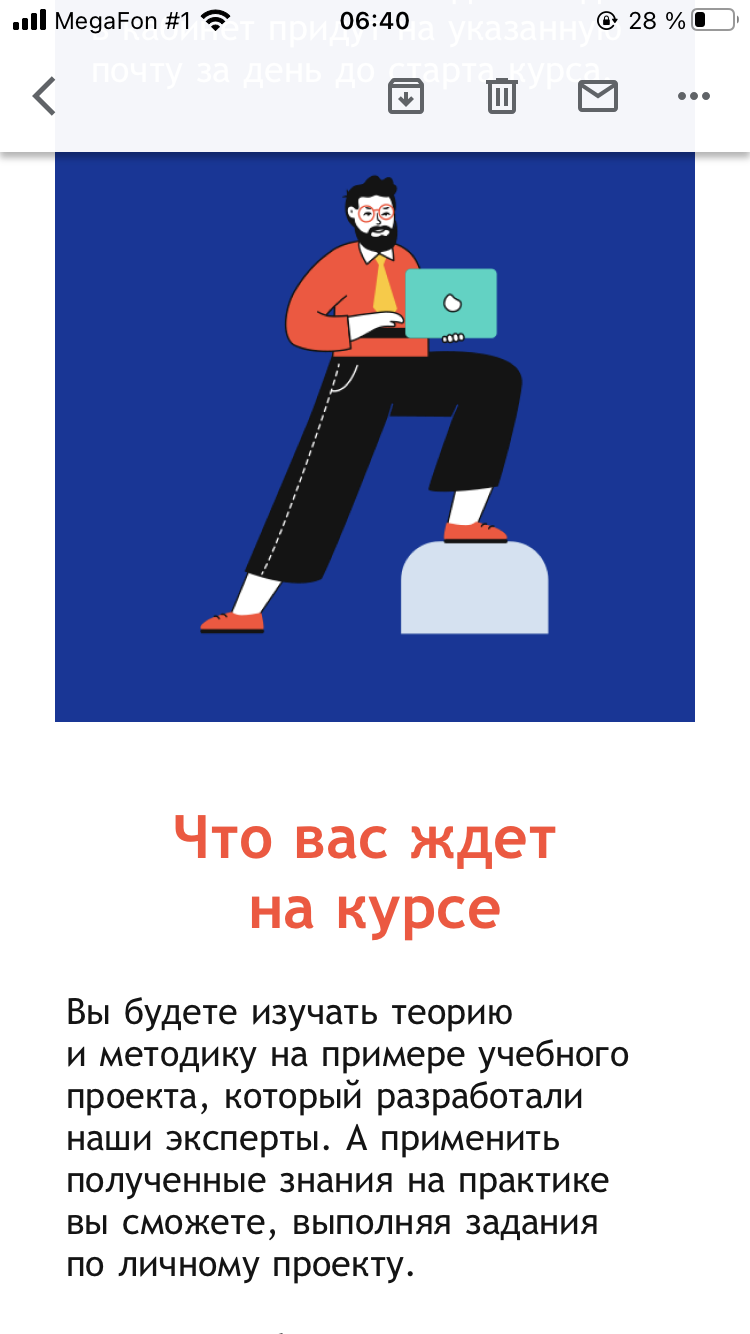 MegaFon #1 06:40 28 %
в кабинет придут на указанную
почту за день до старта курса.
Что вас ждет
на курсе
Вы будете изучать теорию
и методику на примере учебного
проекта, который разработали
наши эксперты. А применить
полученные знания на практике
вы сможете, выполняя задания
по личному проекту.